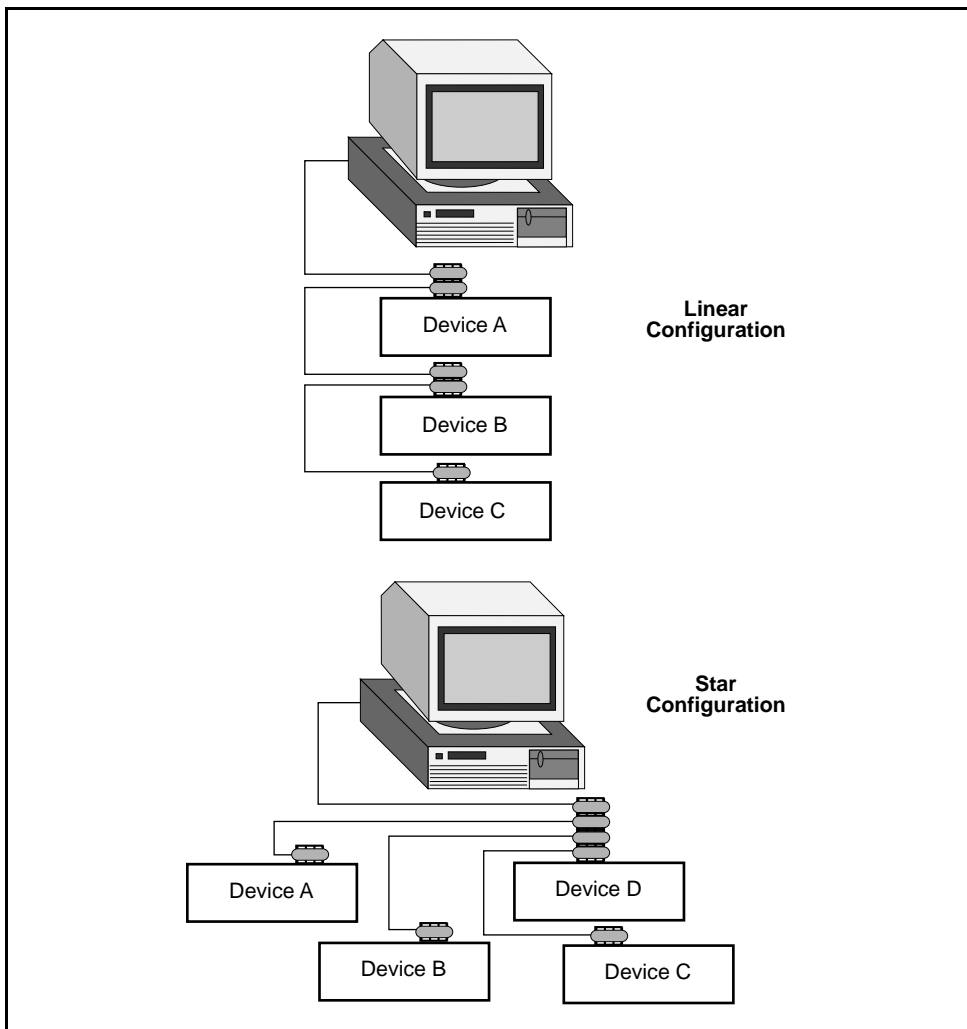 Device A
Linear
Configuration
Device B
Device C
Star
Configuration
Device A
Device D
Device B
Device C